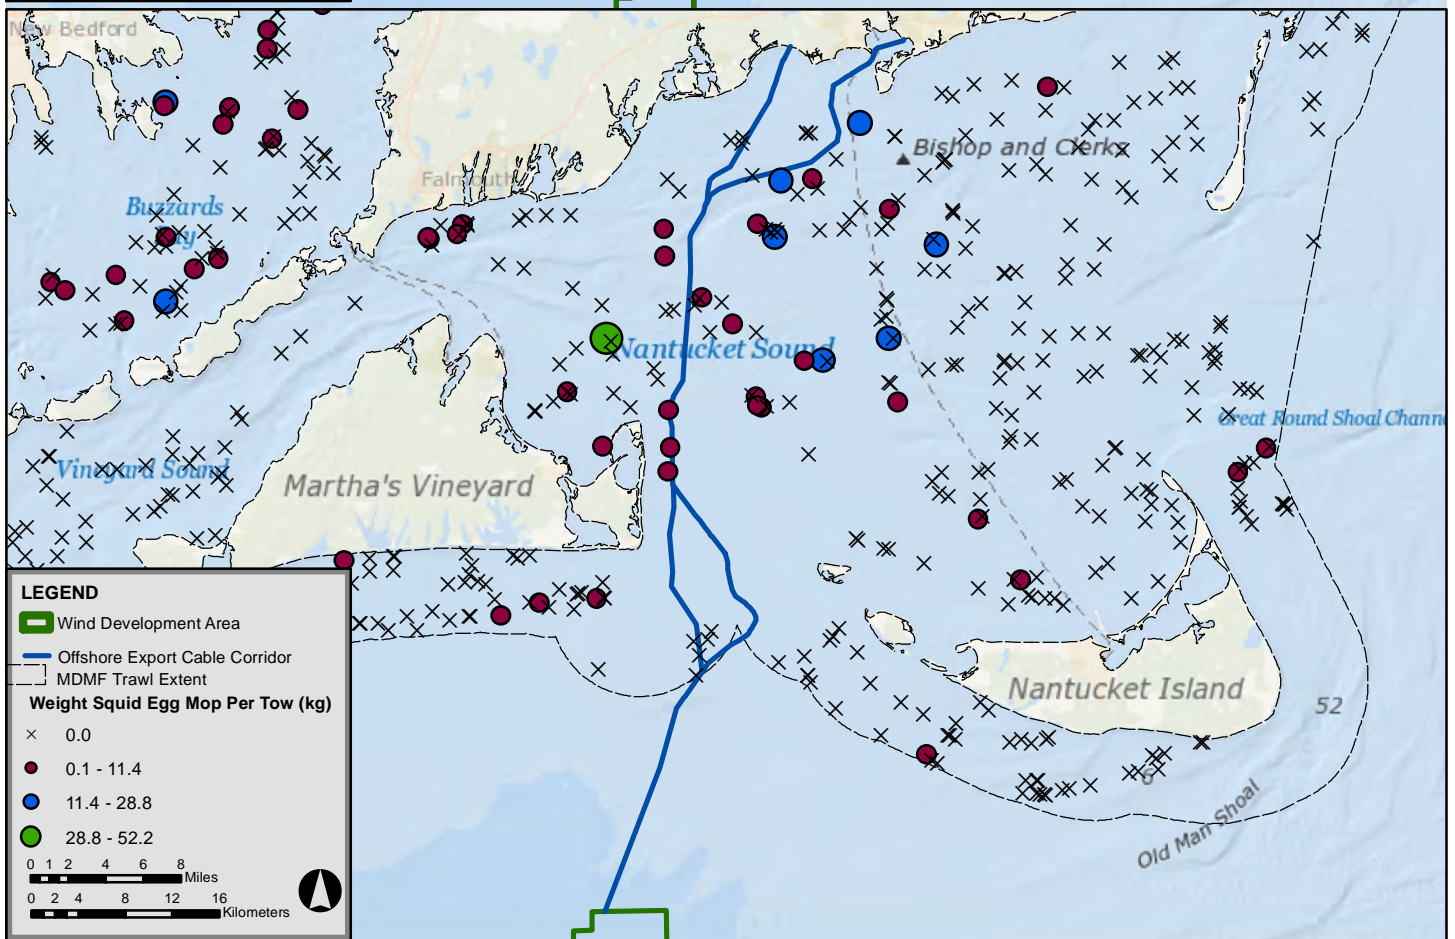 New Bedford
Falmouth
Buzzards
Bay
Bishop and Clerks
Nantucket Sound
Great Round Shoal Channe
Vineyard Sound
Martha's Vineyard
Nantucket Island
52
6
Old Man Shoal
LEGEND
Wind Development Area
Offshore Export Cable Corridor
MDMF Trawl Extent
Weight Squid Egg Mop Per Tow (kg)
0.0
0.1 - 11.4
11.4 - 28.8
28.8 - 52.2
0 1 2 4 6 8
Miles
0 2 4 8 12 16
Kilometers